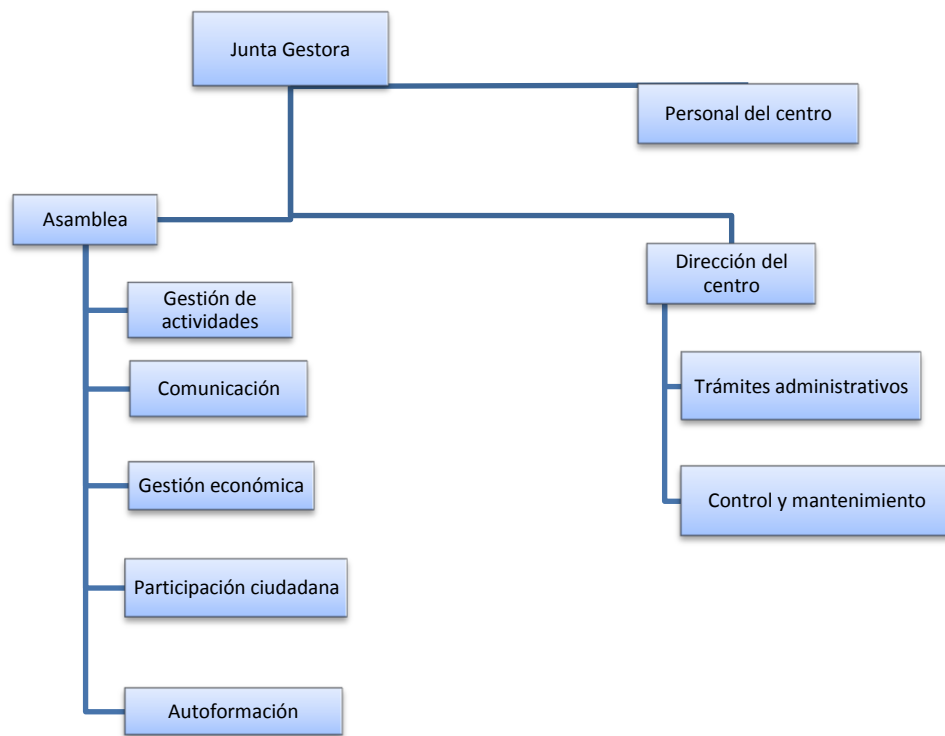 Junta Gestora
Personal del centro
Asamblea
Dirección del
centro
Gestión de
actividades
Comunicación
Gestión económica
Participación ciudadana
Autoformación
Trámites administrativos
Control y mantenimiento